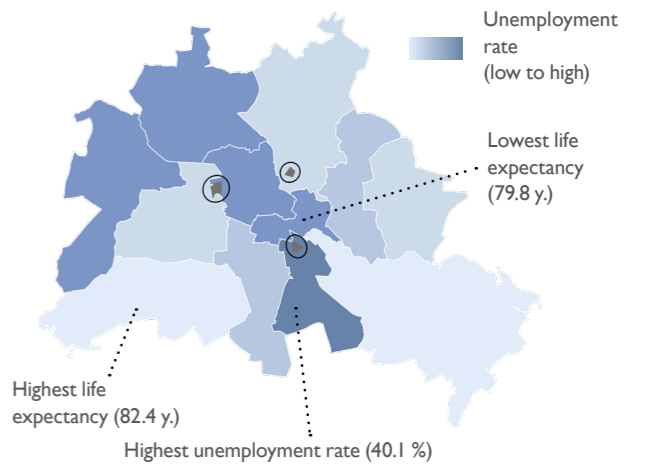 Unemployment
rate
(low to high)
Lowest life
expectancy
(79.8 y.)
Highest life
expectancy (82.4 y.)
Highest unemployment rate (40.1 %)